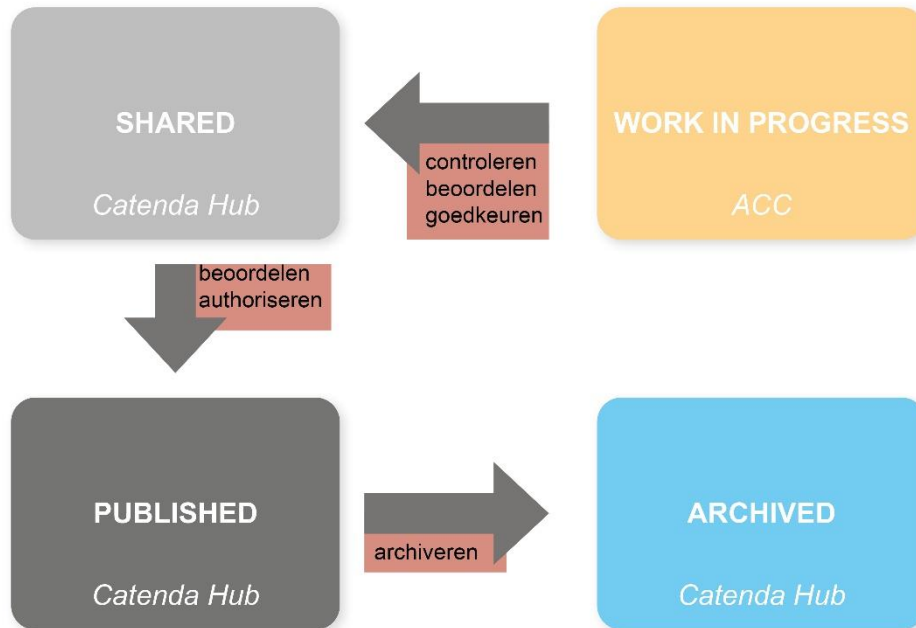 SHARED
Catenda Hub
controleren
beoordelen
goedkeuren
WORK IN PROGRESS
ACC
beoordelen
authoriseren
PUBLISHED
Catenda Hub
archiveren
ARCHIVED
Catenda Hub